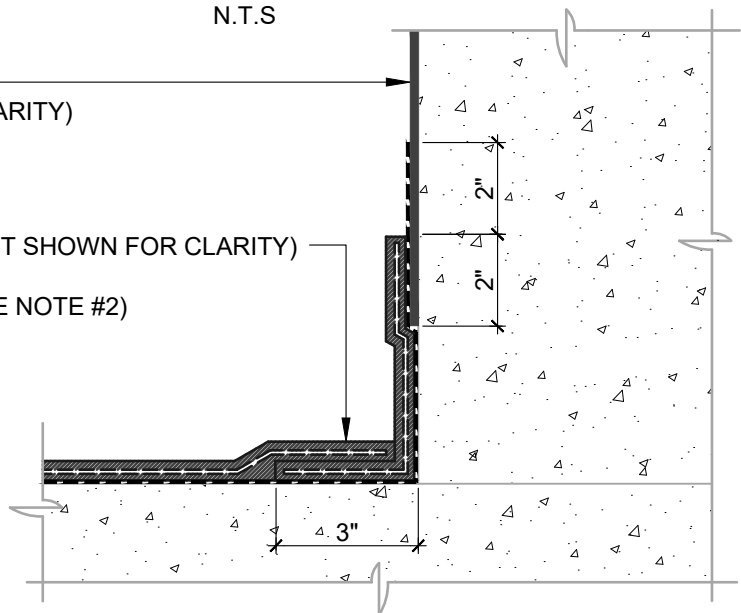 N.T.S
ARITY)
2"
T SHOWN FOR CLARITY)
2"
E NOTE #2)
3"